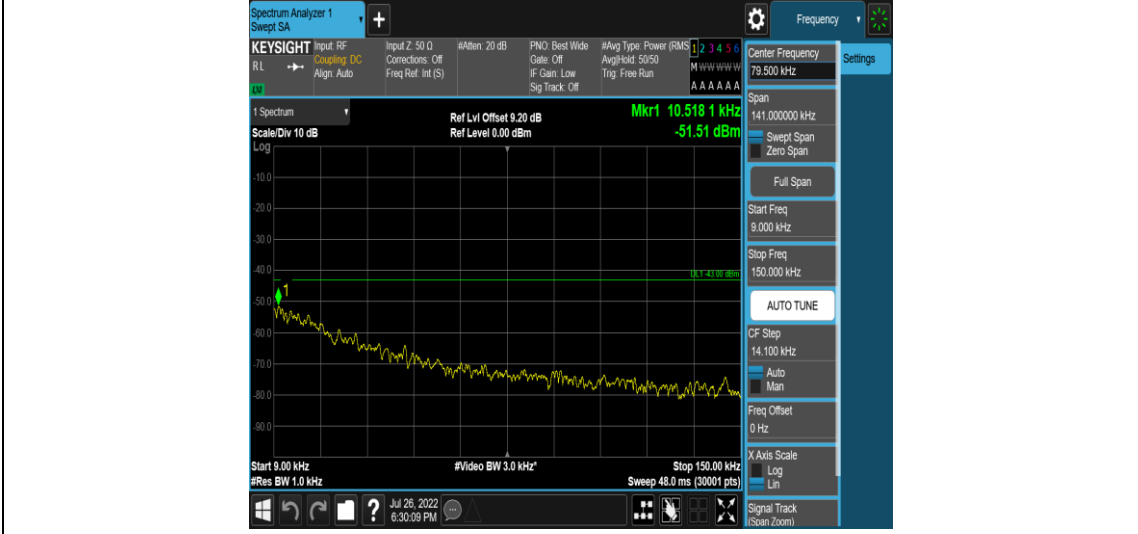 Spectrum Analyzer 1
Swept SA
+
Frequency
KEYSIGHT
RL
LXI
Input: RF
Coupling: DC
Align: Auto
Input Z: 50 Ω
Corrections: Off
Freq Ref: Int (S)
#Atten: 20 dB
PNO: Best Wide
Gate: Off
IF Gain: Low
Sig Track: Off
#Avg Type: Power (RMS
Avg|Hold: 50/50
Trig: Free Run
1 2 3 4 5 6
M W W W W W
A A A A A A
Center Frequency
79.500 kHz
Settings
Span
141.000000 kHz
Swept Span
Zero Span
Full Span
Start Freq
9.000 kHz
Stop Freq
150.000 kHz
AUTO TUNE
CF Step
14.100 kHz
Auto
Man
Freq Offset
0 Hz
X Axis Scale
Log
Lin
Signal Track
(Span Zoom)
1 Spectrum
Scale/Div 10 dB
Ref Lvl Offset 9.20 dB
Ref Level 0.00 dBm
Mkr1 10.518 1 kHz
-51.51 dBm
Log
-10.0
-20.0
-30.0
-40.0
DL1 -43.00 dBm
1
-50.0
-60.0
-70.0
-80.0
-90.0
Start 9.00 kHz
#Video BW 3.0 kHz*
Stop 150.00 kHz
#Res BW 1.0 kHz
Sweep 48.0 ms (30001 pts)
?
Jul 26, 2022
6:30:09 PM